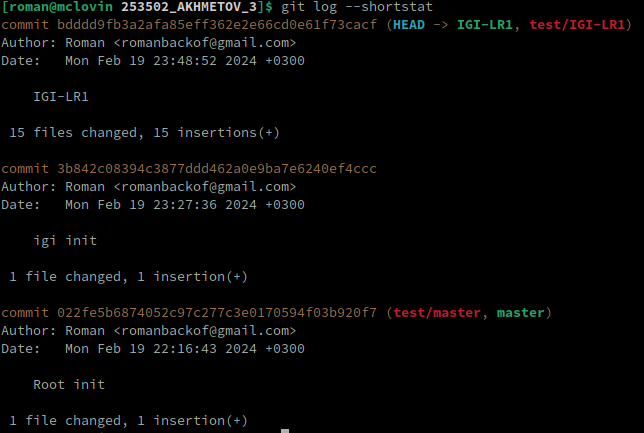 [roman@mclovin 253502_AKHMETOV_3]$ git log --shortstat
commit bdddd9fb3a2afa85eff362e2e66cd0e61f73cacf (HEAD -> IGI-LR1, test/IGI-LR1)
Author: Roman <romanbackof@gmail.com>
Date:   Mon Feb 19 23:48:52 2024 +0300
    IGI-LR1
 15 files changed, 15 insertions(+)
commit 3b842c08394c3877ddd462a0e9ba7e6240ef4ccc
Author: Roman <romanbackof@gmail.com>
Date:   Mon Feb 19 23:27:36 2024 +0300
    igi init
 1 file changed, 1 insertion(+)
commit 022fe5b6874052c97c277c3e0170594f03b920f7 (test/master, master)
Author: Roman <romanbackof@gmail.com>
Date:   Mon Feb 19 22:16:43 2024 +0300
    Root init
 1 file changed, 1 insertion(+)